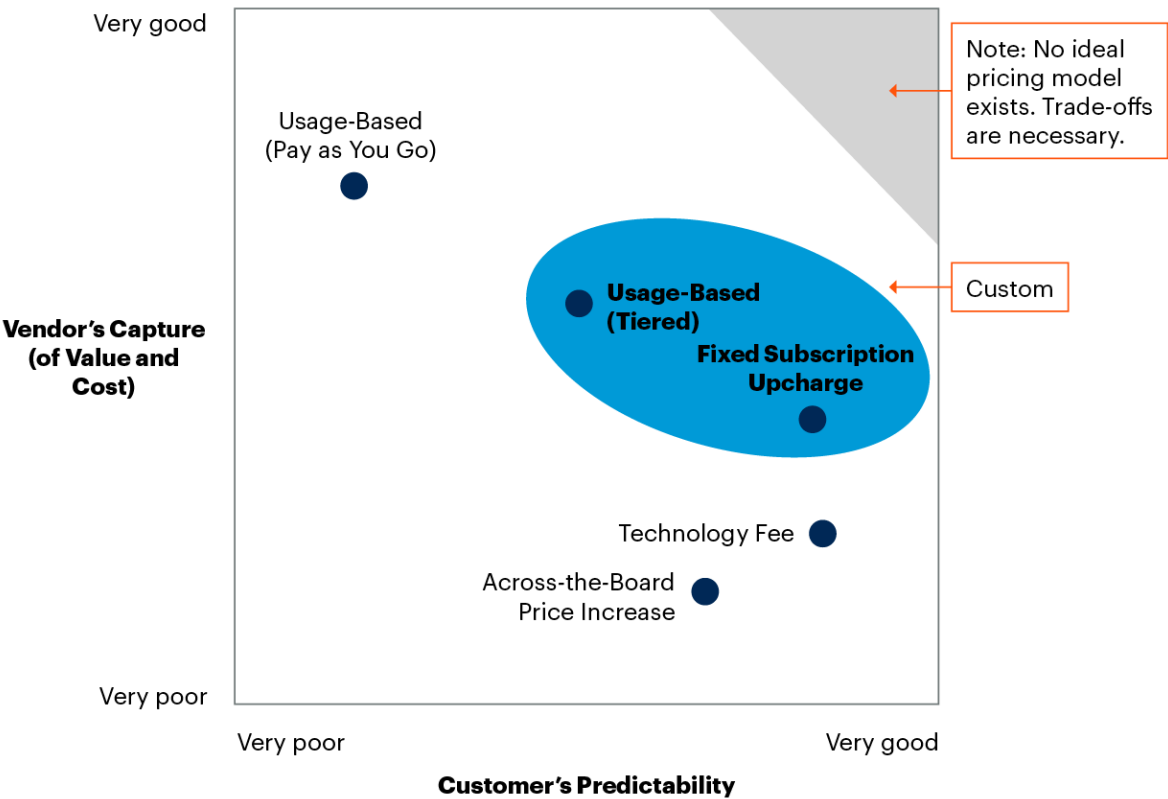 Very good
Note: No ideal
pricing model
exists. Trade-offs
are necessary.
Usage-Based
(Pay as You Go)
Custom
Usage-Based
(Tiered)
Vendor’s Capture
(of Value and
Cost)
Fixed Subscription
Upcharge
Technology Fee
Across-the-Board
Price Increase
Very poor
Very poor
Very good
Customer’s Predictability